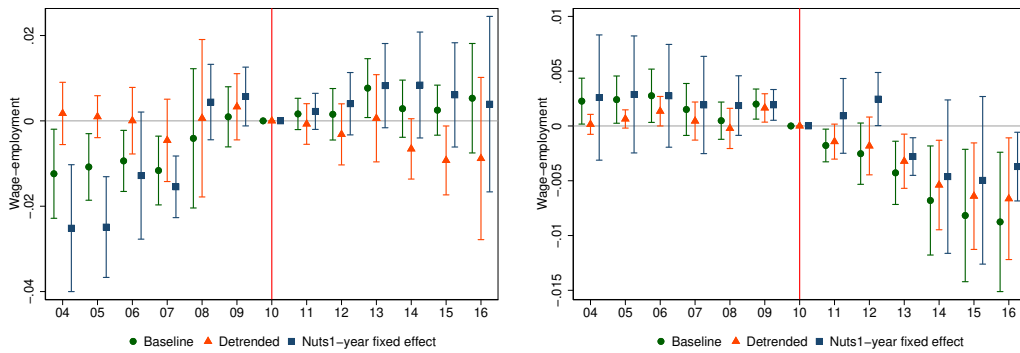 Wage−employment
.02
0
−.02
−.04
04 05 06 07 08 09 10 11 12 13 14 15 16
Baseline Detrended Nuts1−year fixed effect
Wage−employment
.01
.005
0
−.005
−.01
−.015
04 05 06 07 08 09 10 11 12 13 14 15 16
Baseline Detrended Nuts1−year fixed effect